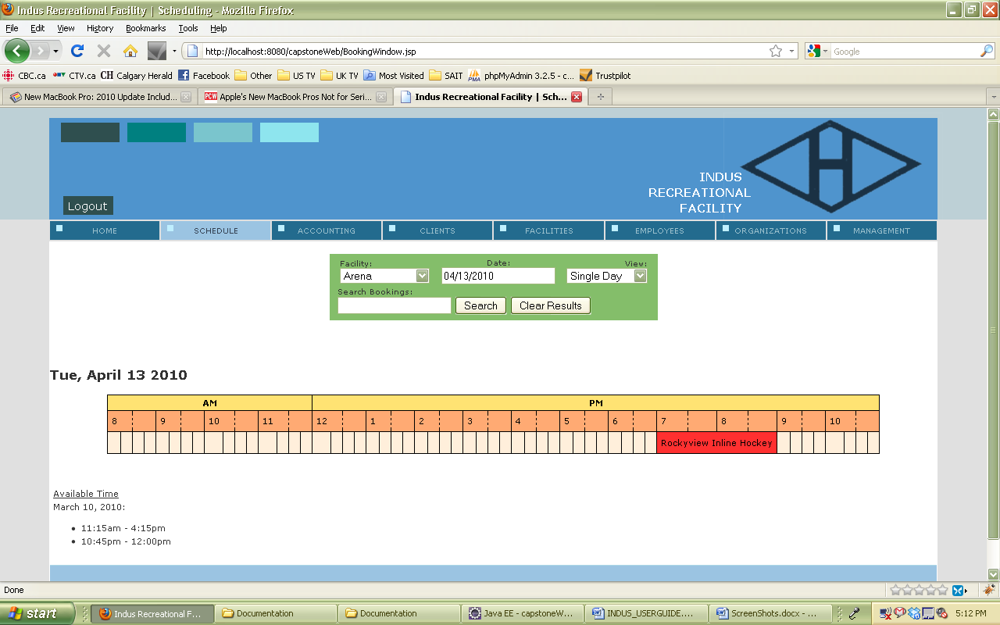 Indus Recreational Facility | Scheduling - Mozilla Firefox
File Edit View History Bookmarks Tools Help
http://localhost:8080/capstoneWeb/BookingWindow.jsp Google
CBC.ca CTV.ca CH Calgary Herald Facebook Other US TV UK TV Most Visited SAIT PMA phpMyAdmin 3.2.5 - c... Trustpilot
New MacBook Pro: 2010 Update Includ... PCW Apple's New MacBook Pros Not for Seri... Indus Recreational Facility | Sch...
INDUS
RECREATIONAL
FACILITY
H
Logout
HOME SCHEDULE ACCOUNTING CLIENTS FACILITIES EMPLOYEES ORGANIZATIONS MANAGEMENT
Facility: Date: View:
Arena 04/13/2010 Single Day
Search Bookings:
Search Clear Results
Tue, April 13 2010
AM PM
8 9 10 11 12 1 2 3 4 5 6 7 8 9 10
Rockyview Inline Hockey
Available Time
March 10, 2010:
• 11:15am - 4:15pm
• 10:45pm - 12:00pm
Done
start Indus Recreational F... Documentation Documentation Java EE - capstoneW... INDUS_USERGUIDE.... ScreenShots.docx - ... 5:12 PM